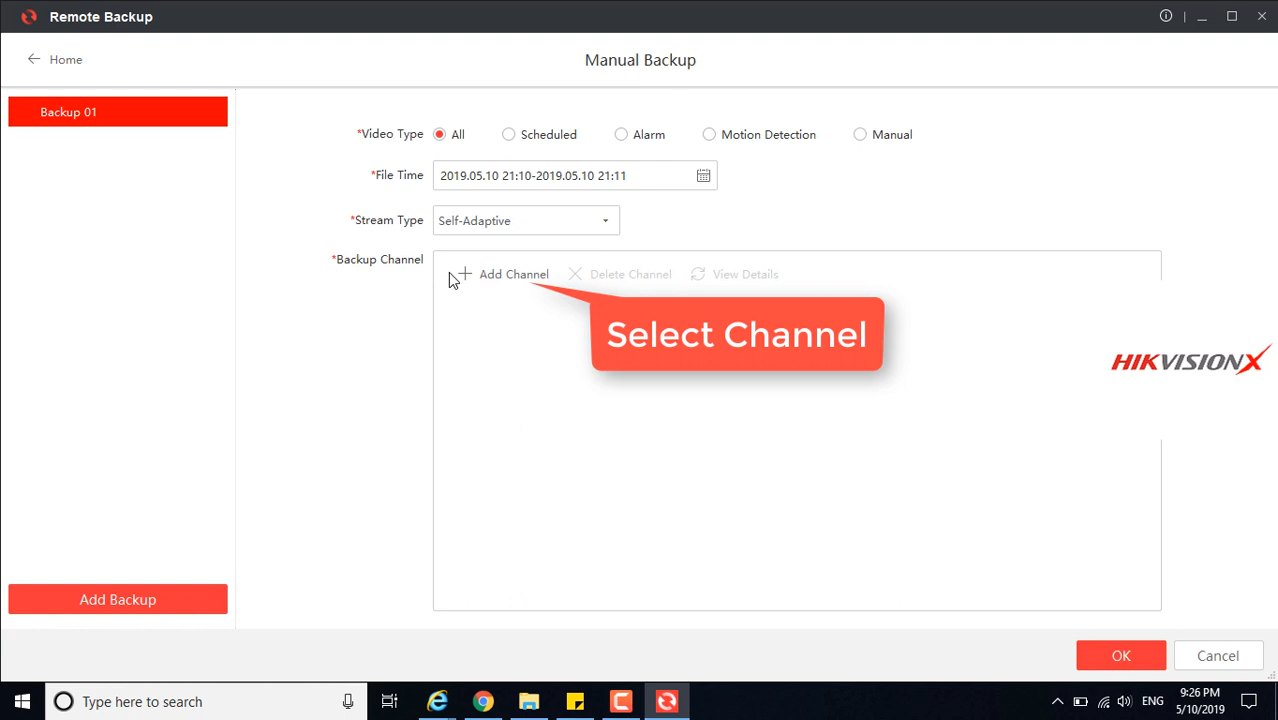 Remote Backup
Home
Manual Backup
Backup 01
*Video Type All Scheduled Alarm Motion Detection Manual
*File Time 2019.05.10 21:10-2019.05.10 21:11
*Stream Type Self-Adaptive
*Backup Channel
Add Channel Delete Channel View Details
Select Channel
HIKVISIONX
Add Backup
OK Cancel
Type here to search
ENG
9:26 PM
5/10/2019